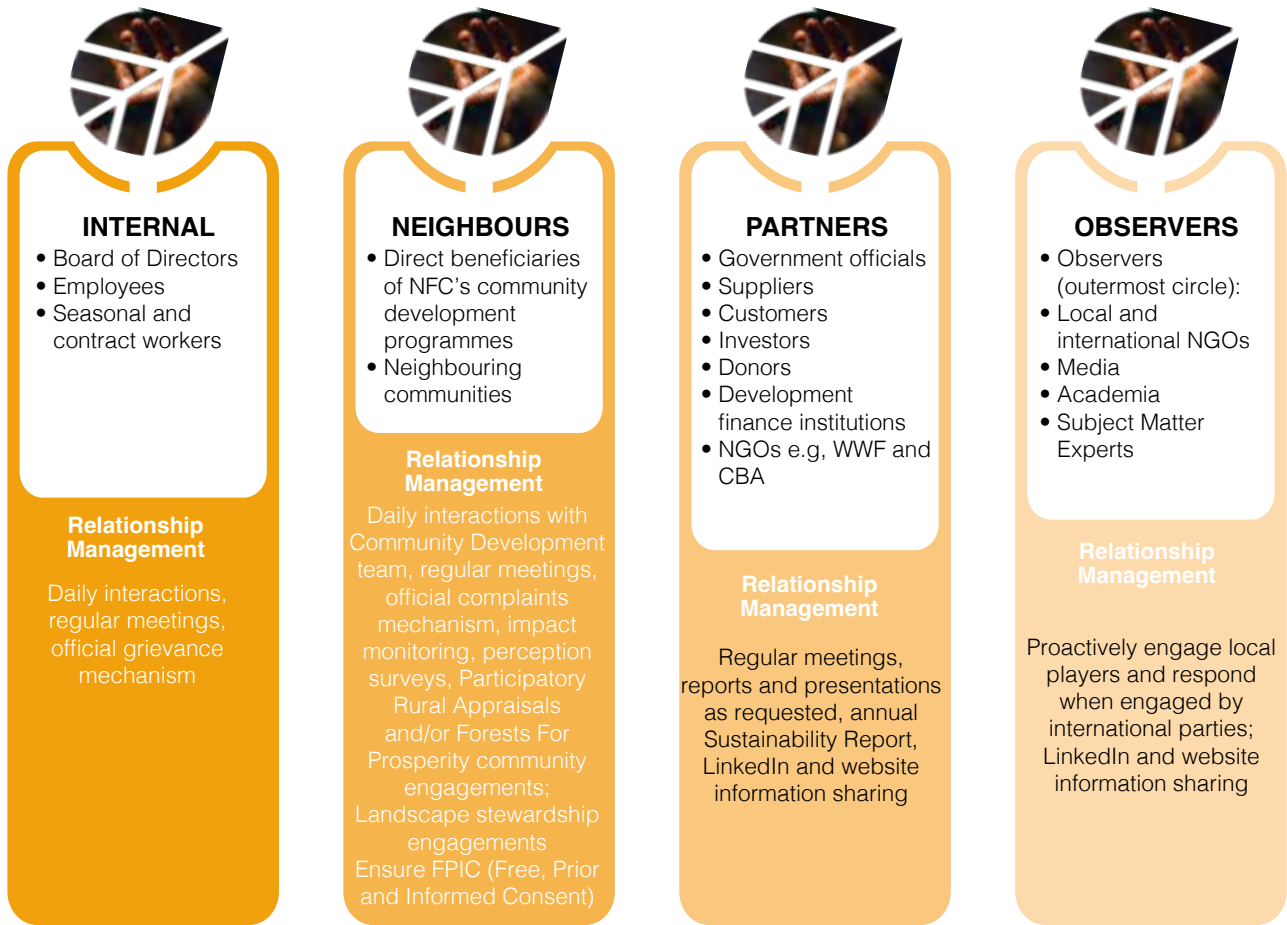 INTERNAL
• Board of Directors
• Employees
• Seasonal and
contract workers
Relationship
Management
Daily interactions,
regular meetings,
official grievance
mechanism
NEIGHBOURS
• Direct beneficiaries
of NFC's community
development
programmes
• Neighbouring
communities
Relationship
Management
Daily interactions with
Community Development
team, regular meetings,
official complaints
mechanism, impact
monitoring, perception
surveys, Participatory
Rural Appraisals
and/or Forests For
Prosperity community
engagements;
Landscape stewardship
engagements
Ensure FPIC (Free, Prior
and Informed Consent)
PARTNERS
• Government officials
• Suppliers
• Customers
• Investors
• Donors
• Development
finance institutions
• NGOs e.g, WWF and
CBA
Relationship
Management
Regular meetings,
reports and presentations
as requested, annual
Sustainability Report,
LinkedIn and website
information sharing
OBSERVERS
• Observers
(outermost circle):
• Local and
international NGOs
• Media
• Academia
• Subject Matter
Experts
Relationship
Management
Proactively engage local
players and respond
when engaged by
international parties;
LinkedIn and website
information sharing